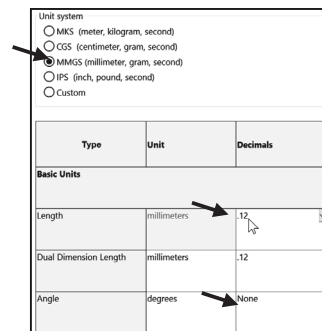 Unit system
MKS (meter, kilogram, second)
CGS (centimeter, gram, second)
MMGS (millimeter, gram, second)
IPS (inch, pound, second)
Custom
Type Unit Decimals
Basic Units
Length millimeters .12
Dual Dimension Length millimeters .12
Angle degrees None